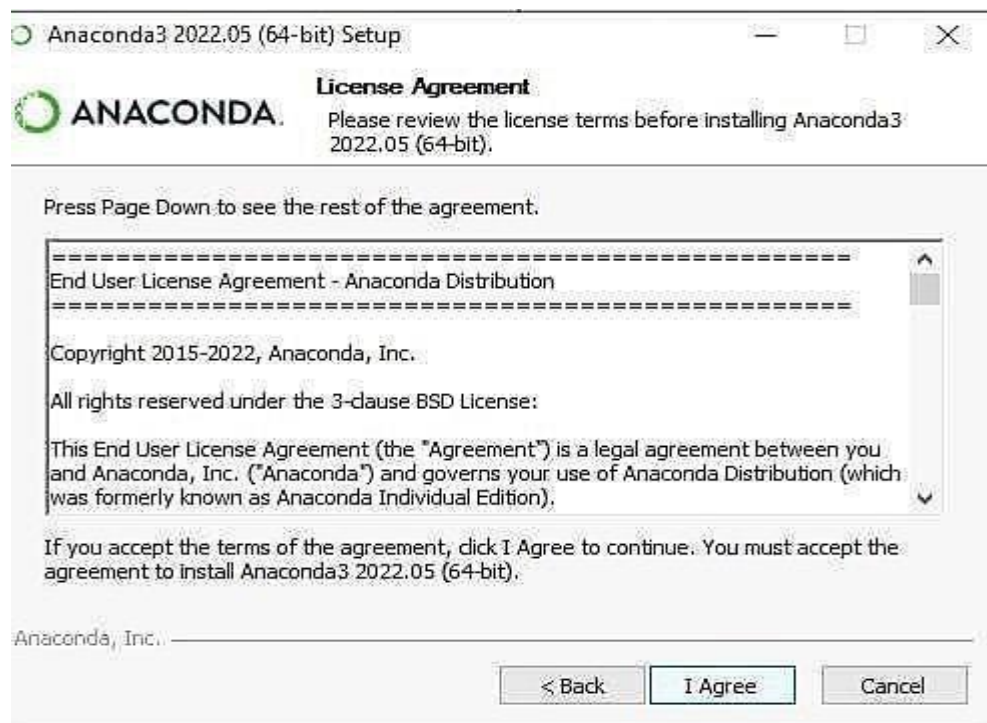 Anaconda3 2022.05 (64-bit) Setup
ANACONDA.
License Agreement
Please review the license terms before installing Anaconda3
2022.05 (64-bit).
Press Page Down to see the rest of the agreement.
=====================================================
End User License Agreement - Anaconda Distribution
=====================================================
Copyright 2015-2022, Anaconda, Inc.
All rights reserved under the 3-clause BSD License:
This End User License Agreement (the "Agreement") is a legal agreement between you
and Anaconda, Inc. ("Anaconda") and governs your use of Anaconda Distribution (which
was formerly known as Anaconda Individual Edition).
If you accept the terms of the agreement, click I Agree to continue. You must accept the
agreement to install Anaconda3 2022.05 (64-bit).
Anaconda, Inc.
< Back I Agree Cancel